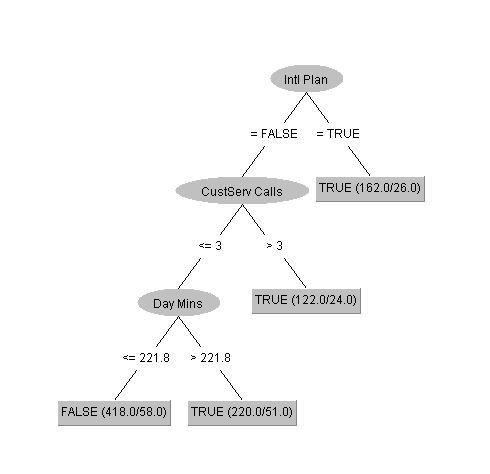 Intl Plan
= FALSE = TRUE
CustServ Calls TRUE (162.0/26.0)
<= 3 > 3
Day Mins TRUE (122.0/24.0)
<= 221.8 > 221.8
FALSE (418.0/58.0) TRUE (220.0/51.0)